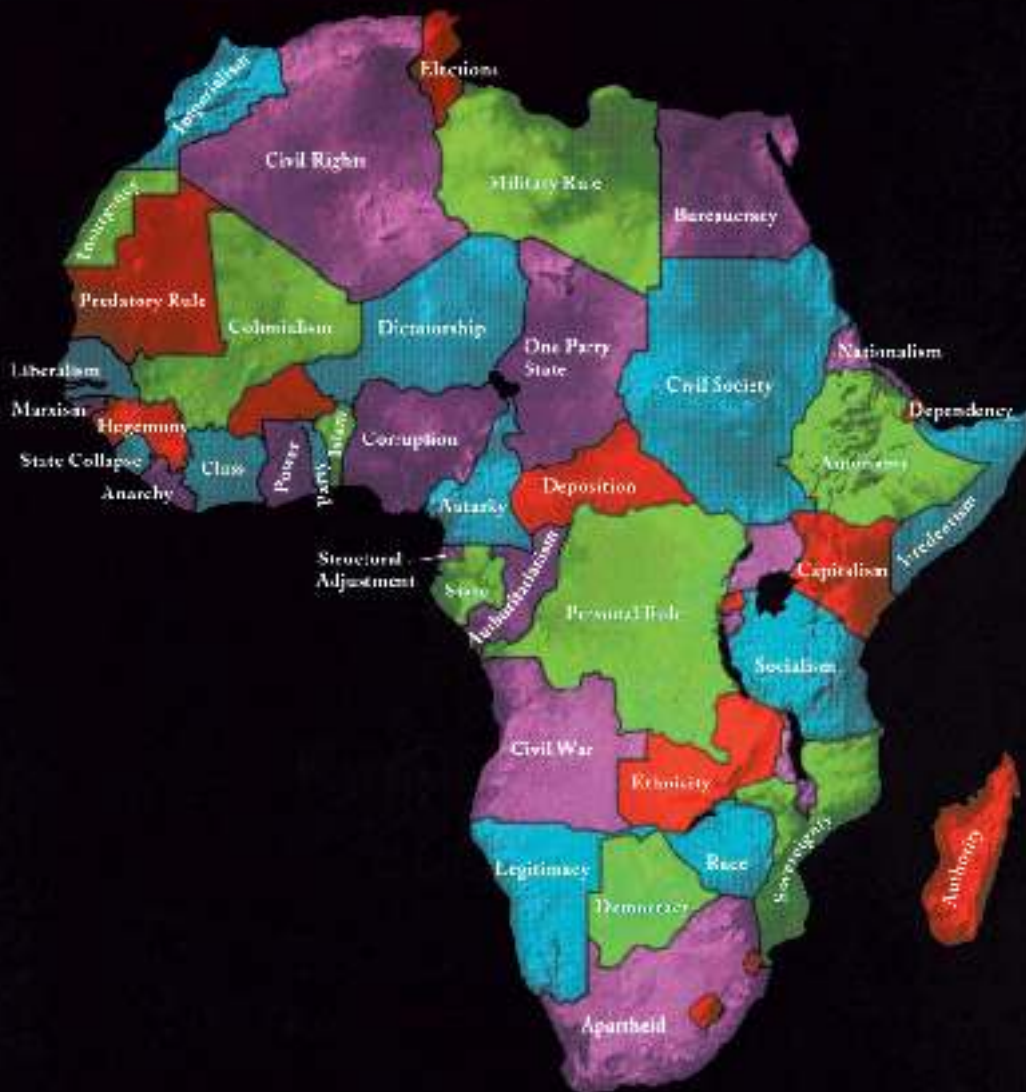 Imperialism
Elections
Civil Rights
Military Rule
Bureaucracy
Insurgency
Predatory Rule
Colonialism
Dictatorship
One Party
State
Nationalism
Liberalism
Civil Society
Marxism
Hegemony
Dependency
State Collapse
Class
Power
Party
Corruption
Autonomy
Anarchy
Deposition
Autarky
Irredentism
Structural
Adjustment
State
Authoritarianism
Capitalism
Personal Rule
Socialism
Civil War
Ethnicity
Legitimacy
Race
Sovereignty
Authority
Democracy
Apartheid